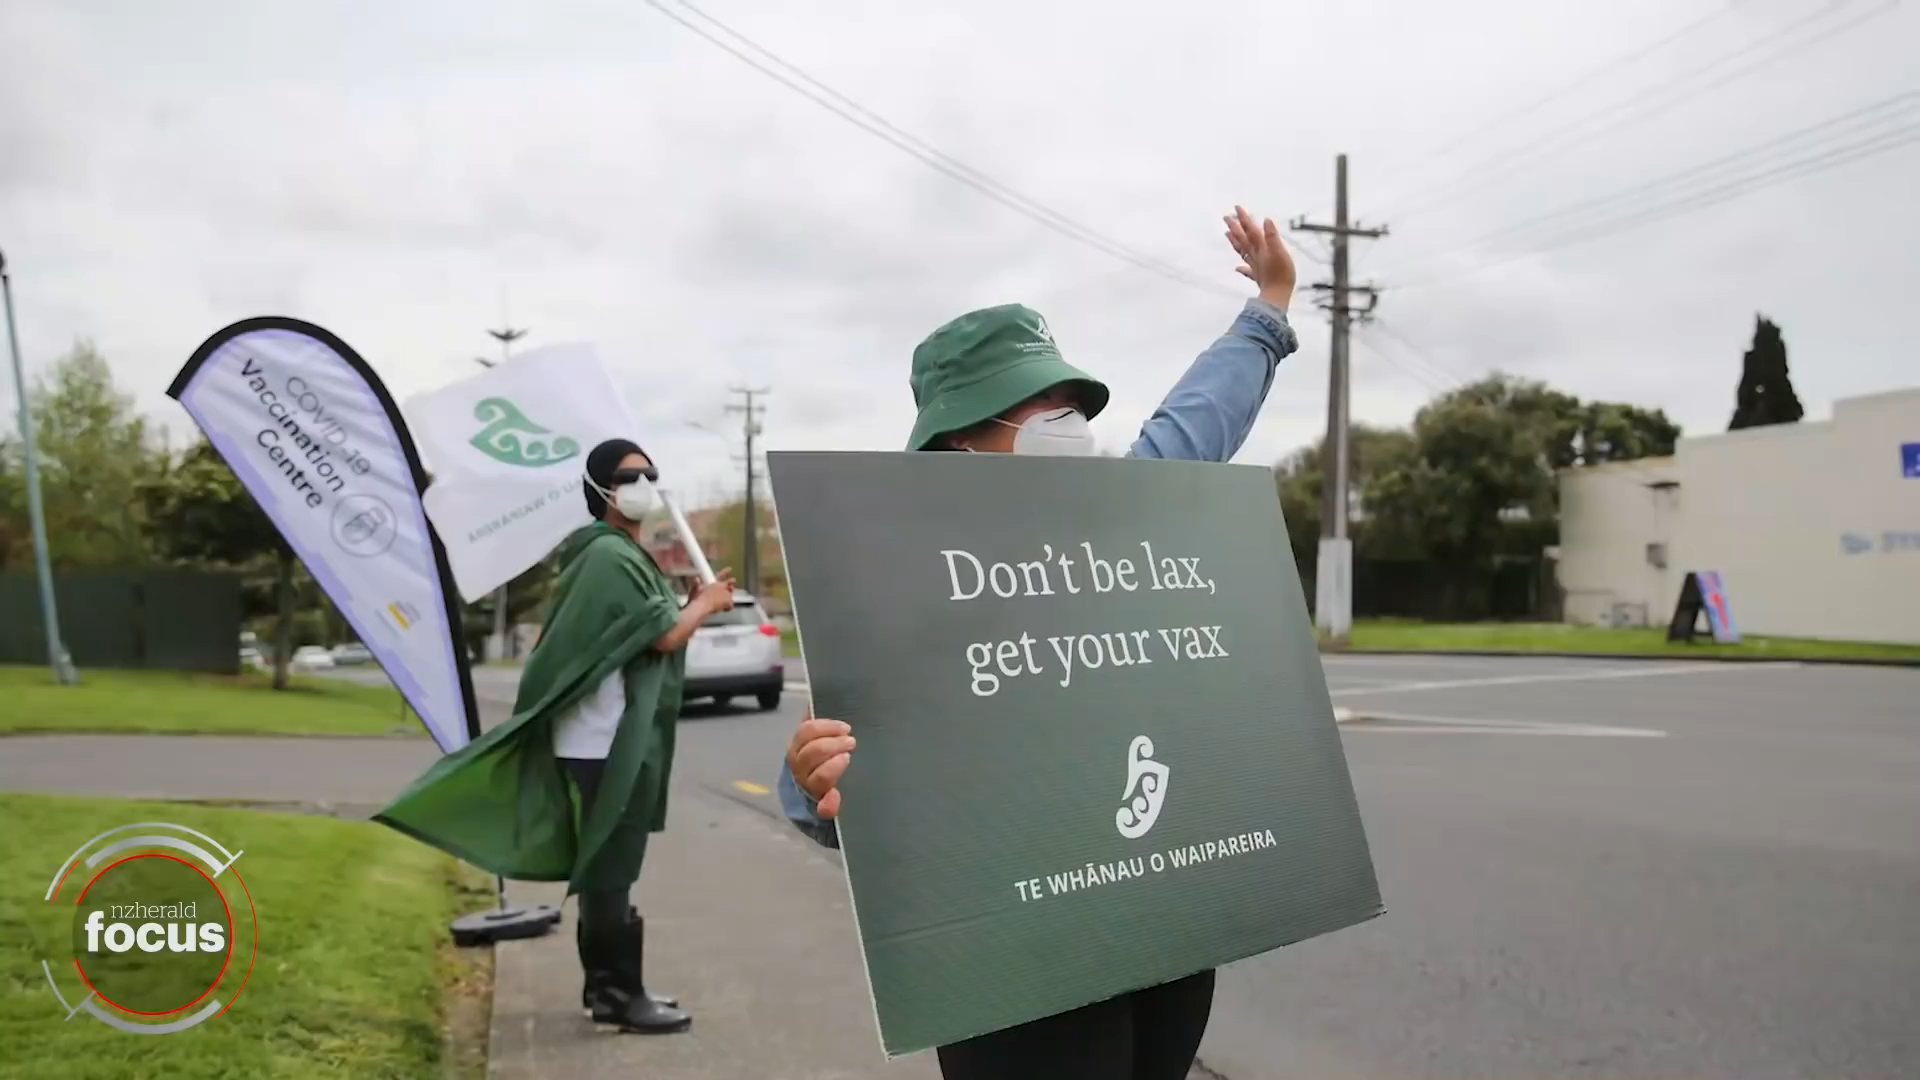 COVID-19
Vaccination
Centre
Don't be lax,
get your vax
TE WHĀNAU O WAIPAREIRA
nzherald
focus